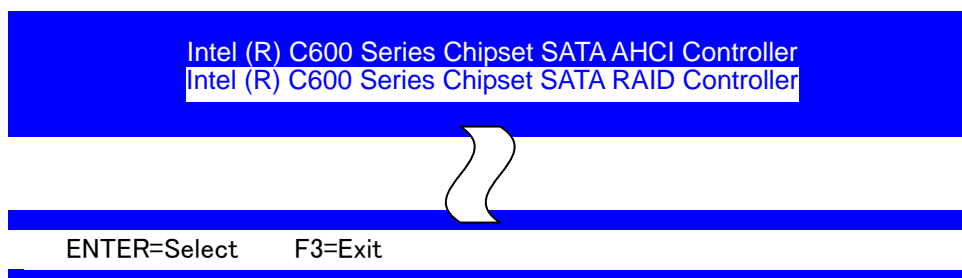 Intel (R) C600 Series Chipset SATA AHCI Controller
Intel (R) C600 Series Chipset SATA RAID Controller
ENTER=Select F3=Exit